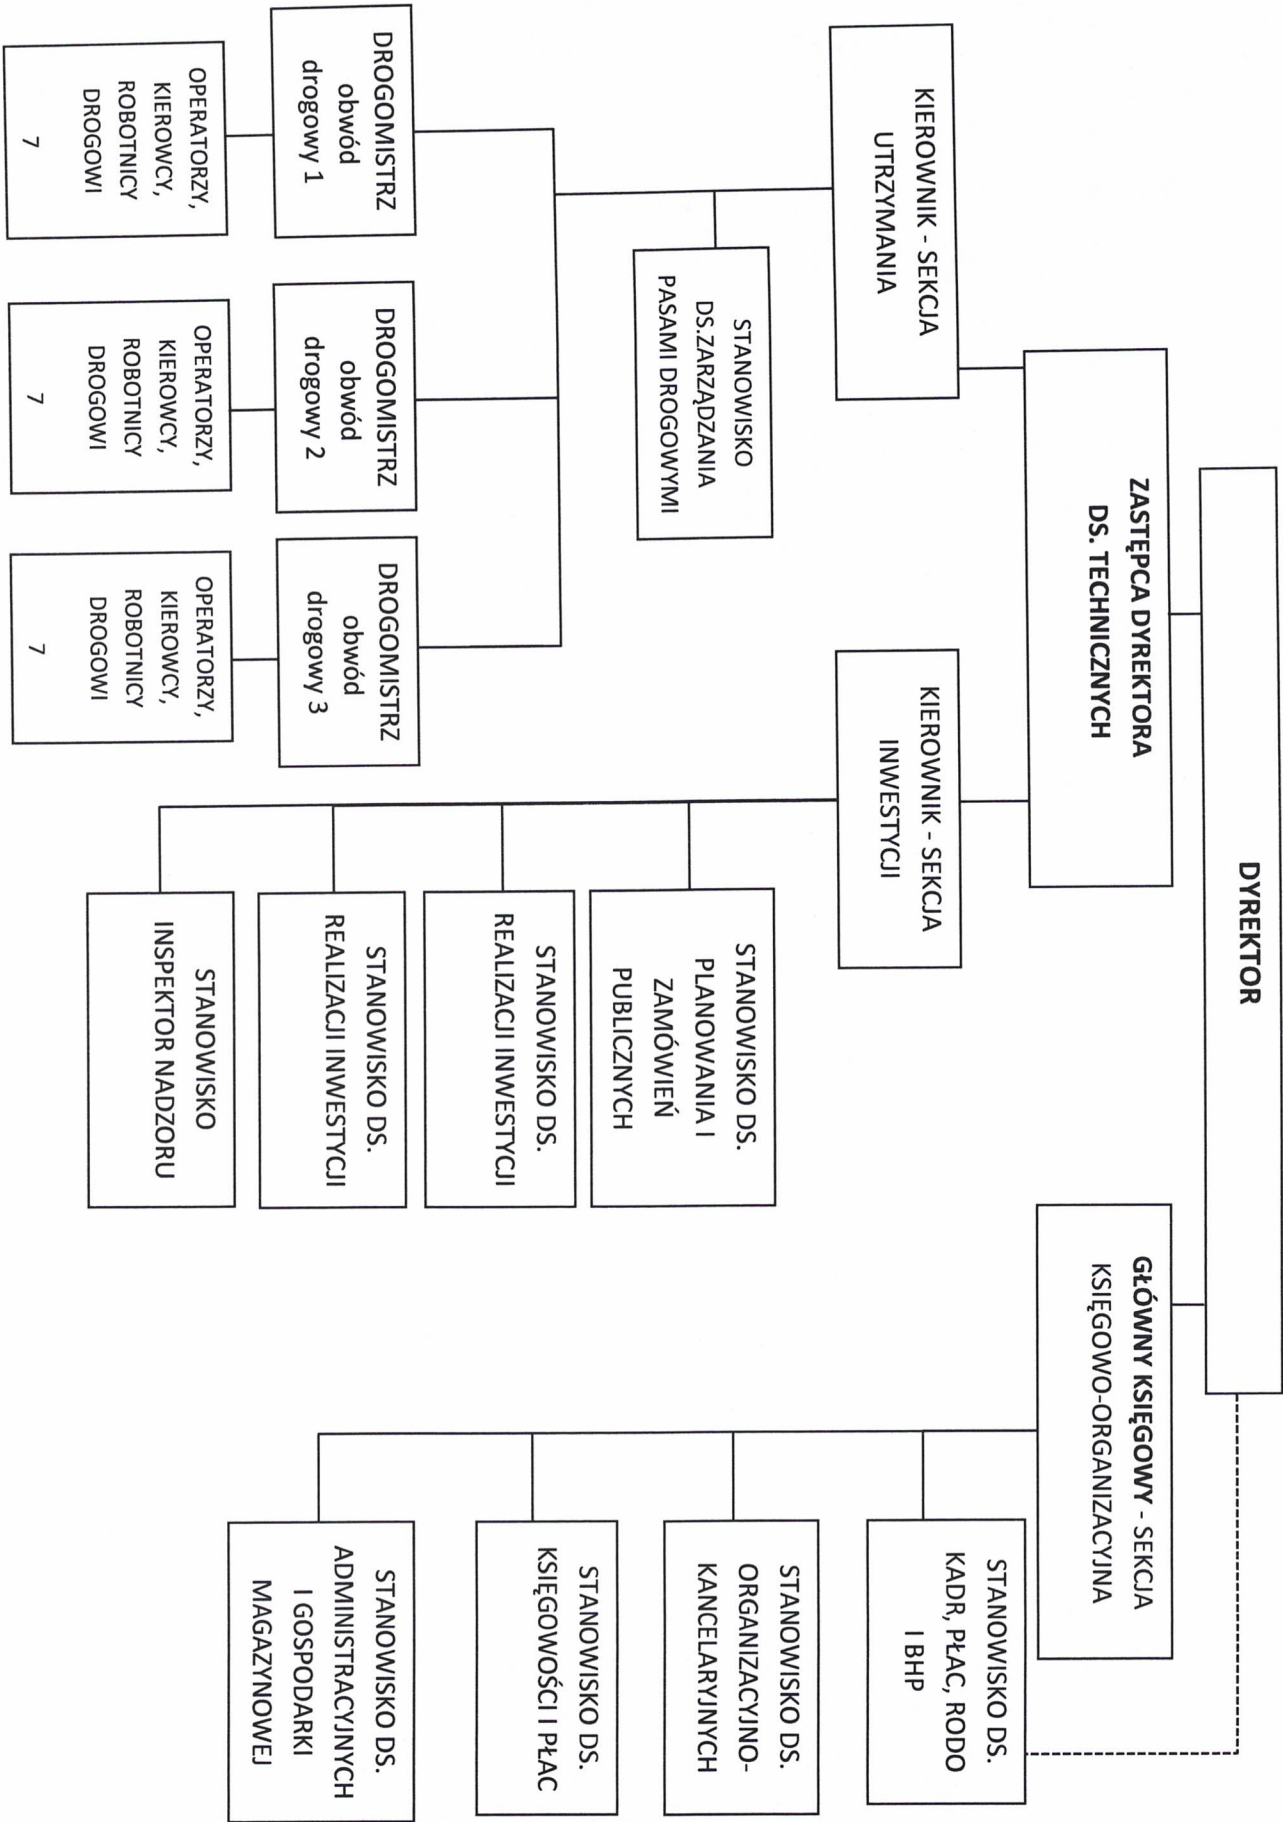 DYREKTOR
ZASTĘPCA DYREKTORA
DS. TECHNICZNYCH
GŁÓWNY KSIĘGOWY - SEKCJA
KSIĘGOWO-ORGANIZACYJNA
KIEROWNIK - SEKCJA
UTRZYMANIA
KIEROWNIK - SEKCJA
INWESTYCJI
STANOWISKO
DS.ZARZĄDZANIA
PASAMI DROGOWYMI
DROGOMISTRZ
obwód
drogowy 1
DROGOMISTRZ
obwód
drogowy 2
DROGOMISTRZ
obwód
drogowy 3
OPERATORZY,
KIEROWCY,
ROBOTNICY
DROGOWI
7
OPERATORZY,
KIEROWCY,
ROBOTNICY
DROGOWI
7
OPERATORZY,
KIEROWCY,
ROBOTNICY
DROGOWI
7
STANOWISKO DS.
PLANOWANIA I
ZAMÓWIEŃ
PUBLICZNYCH
STANOWISKO DS.
REALIZACJI INWESTYCJI
STANOWISKO DS.
REALIZACJI INWESTYCJI
STANOWISKO
INSPEKTOR NADZORU
STANOWISKO DS.
KADR, PŁAC, RODO
I BHP
STANOWISKO DS.
ORGANIZACYJNO-
KANCELARYJNYCH
STANOWISKO DS.
KSIĘGOWOŚCI I PŁAC
STANOWISKO DS.
ADMINISTRACYJNYCH
I GOSPODARKI
MAGAZYNOWEJ